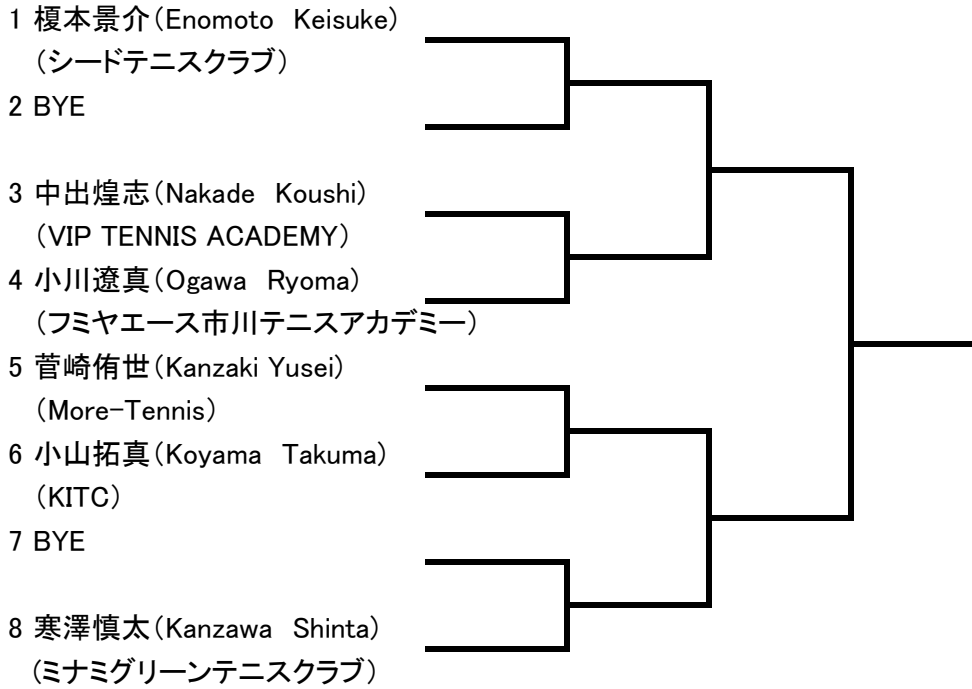 1 榎本景介（Enomoto　Keisuke）
（シードテニスクラブ）
2 BYE
3 中出煌志（Nakade　Koushi）
（VIP TENNIS ACADEMY）
4 小川遼真（Ogawa　Ryoma）
（フミヤエース市川テニスアカデミー）
5 菅崎侑世（Kanzaki Yusei）
（More-Tennis）
6 小山拓真（Koyama　Takuma）
（KITC）
7 BYE
8 寒澤慎太（Kanzawa　Shinta）
（ミナミグリーンテニスクラブ）